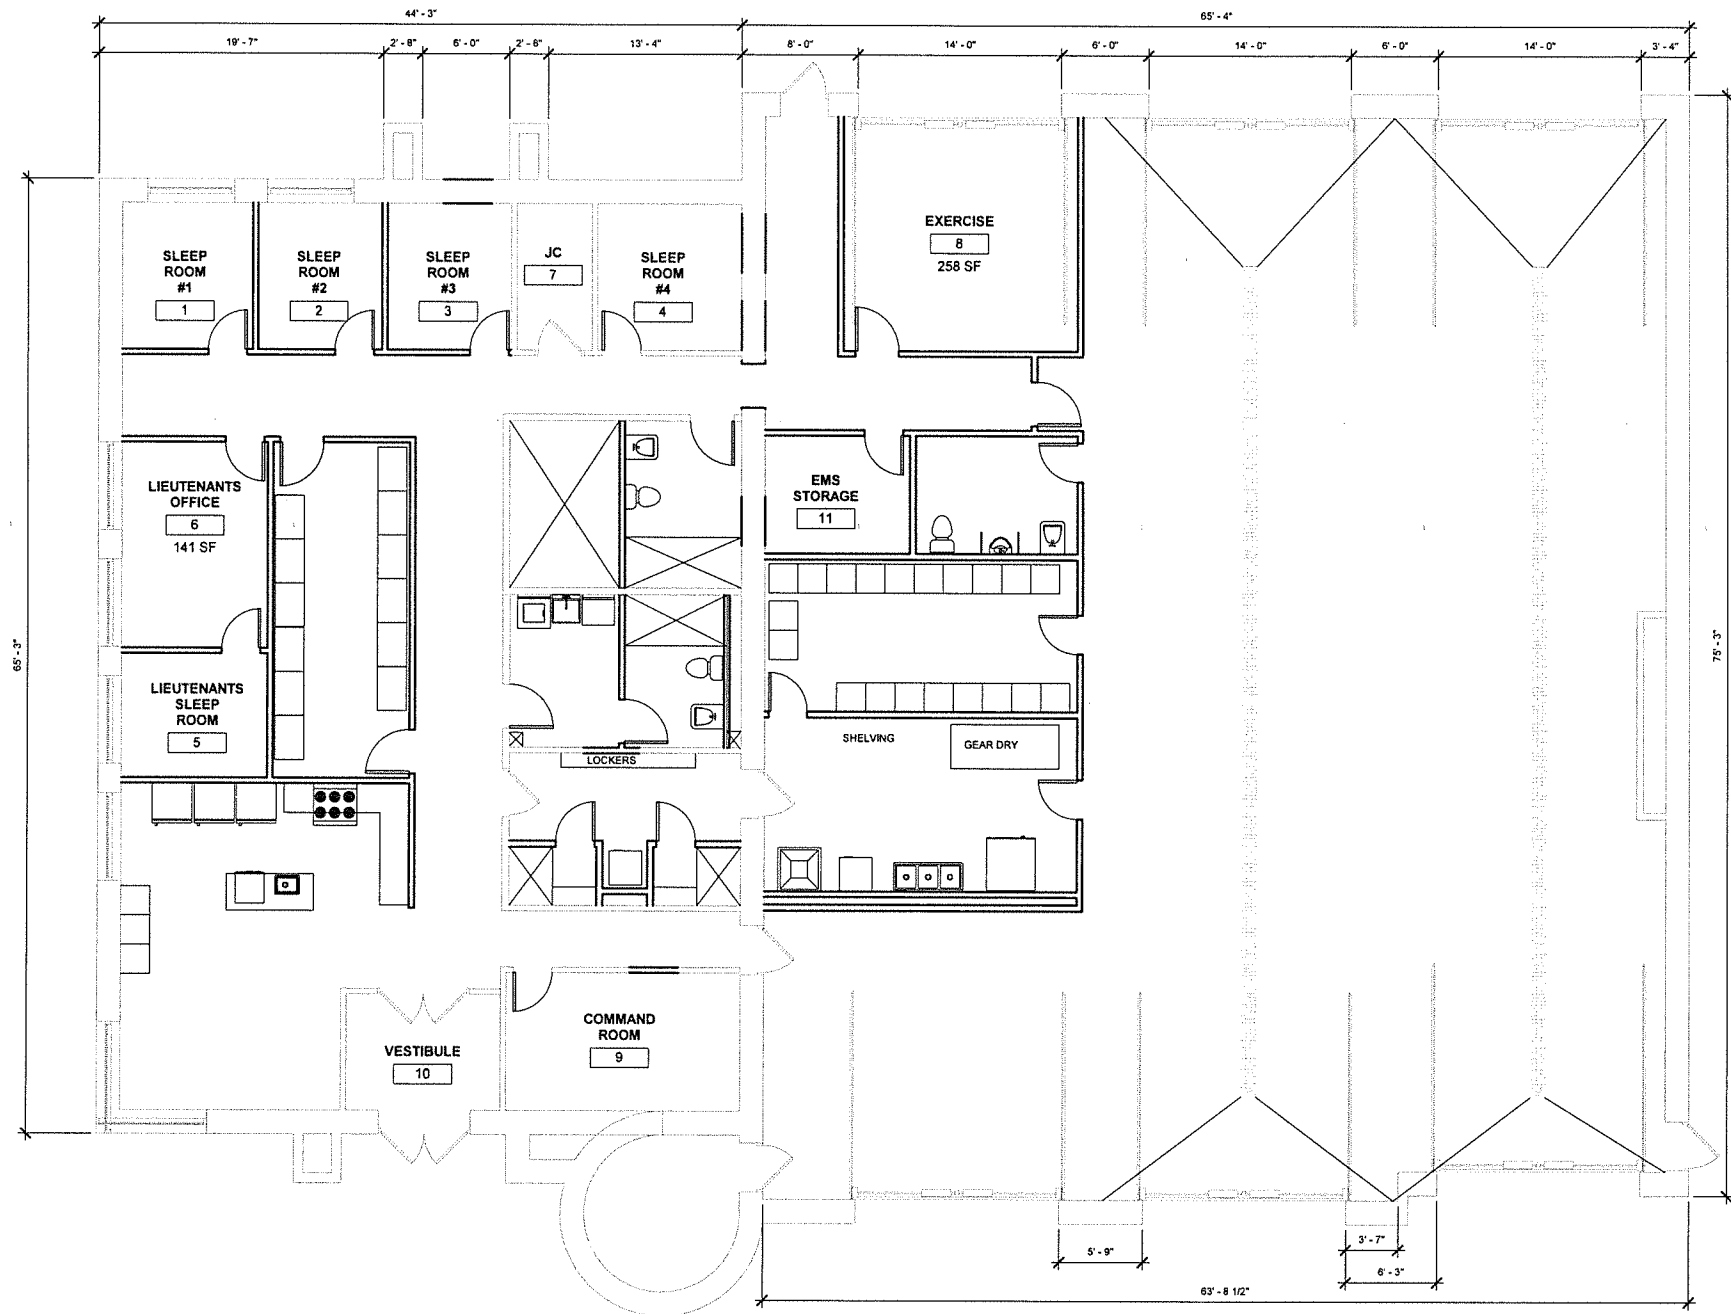 44' - 3"
65' - 4"
19' - 7"
2' - 8"
6' - 0"
2' - 6"
13' - 4"
8' - 0"
14' - 0"
6' - 0"
14' - 0"
6' - 0"
14' - 0"
3' - 4"
65' - 3"
75' - 3"
SLEEP
ROOM
#1
1
SLEEP
ROOM
#2
2
SLEEP
ROOM
#3
3
JC
7
SLEEP
ROOM
#4
4
EXERCISE
8
258 SF
LIEUTENANTS
OFFICE
6
141 SF
EMS
STORAGE
11
LIEUTENANTS
SLEEP
ROOM
5
SHELVING
GEAR DRY
LOCKERS
COMMAND
ROOM
9
VESTIBULE
10
5' - 9"
3' - 7"
6' - 3"
63' - 8 1/2"